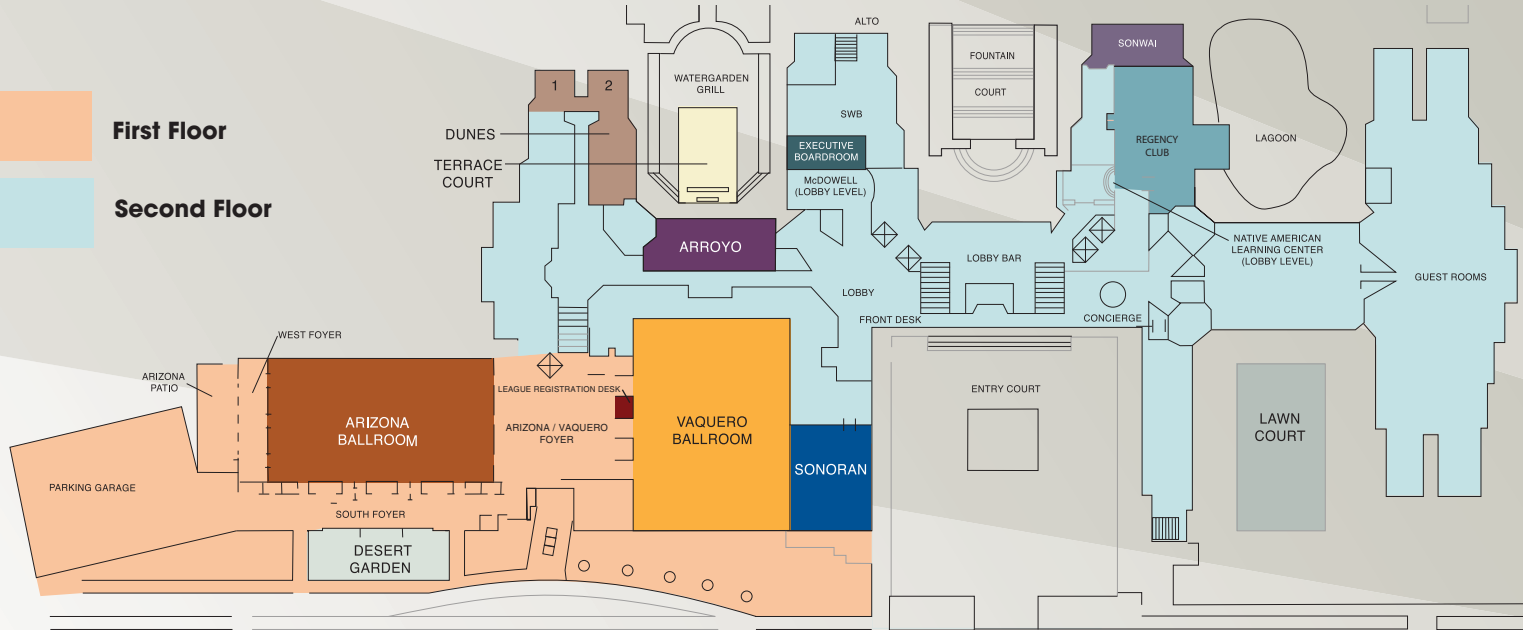 First Floor
Second Floor
1
2
DUNES
TERRACE
COURT
WATERGARDEN
GRILL
ALTO
SWB
EXECUTIVE
BOARDROOM
McDOWELL
(LOBBY LEVEL)
ARROYO
FOUNTAIN
COURT
SONWAI
REGENCY
CLUB
LAGOON
NATIVE AMERICAN
LEARNING CENTER
(LOBBY LEVEL)
GUEST ROOMS
LOBBY BAR
LOBBY
FRONT DESK
CONCIERGE
WEST FOYER
ARIZONA
PATIO
ARIZONA
BALLROOM
LEAGUE REGISTRATION DESK
ARIZONA / VAQUERO
FOYER
VAQUERO
BALLROOM
SONORAN
ENTRY COURT
LAWN
COURT
PARKING GARAGE
SOUTH FOYER
DESERT
GARDEN